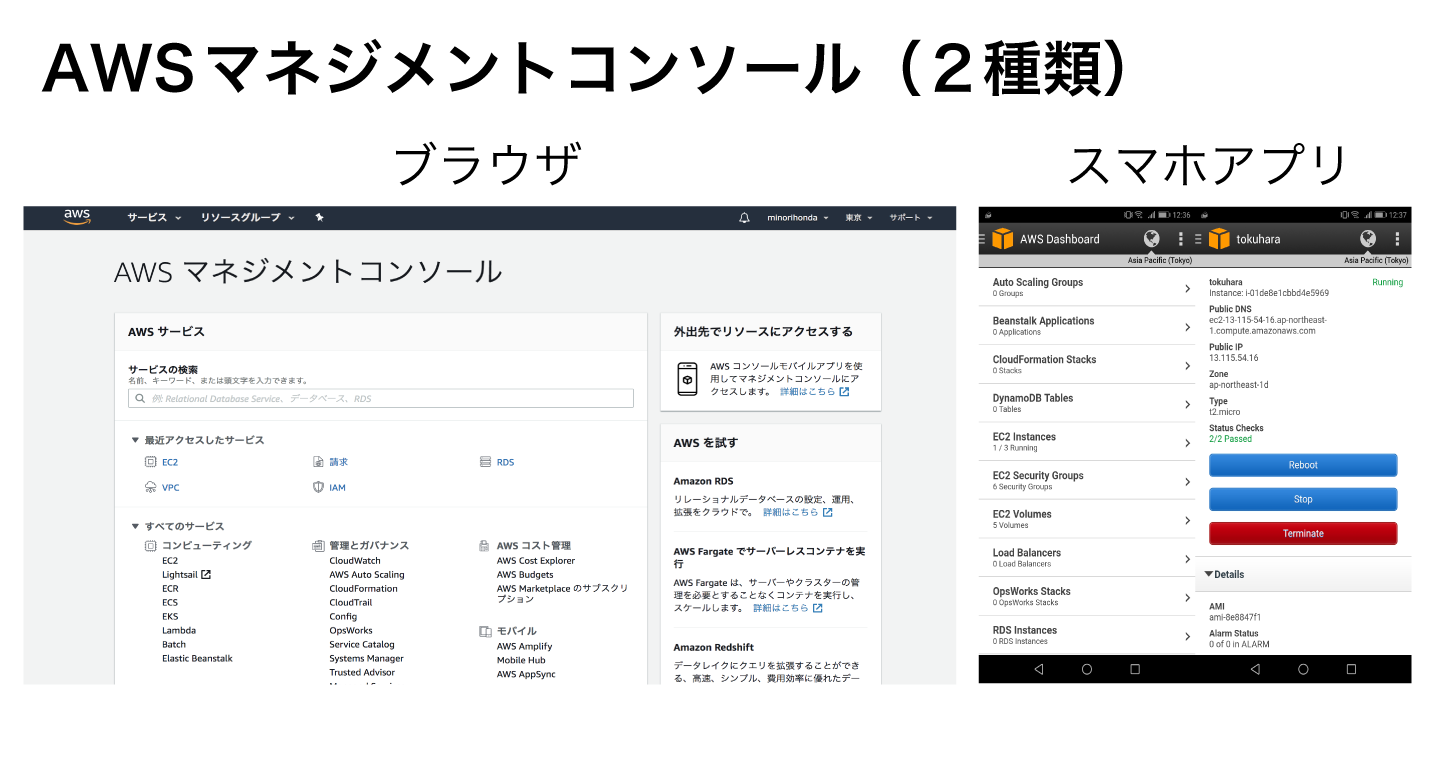 AWSマネジメントコンソール（２種類）
ブラウザ
スマホアプリ
aws
サービス
リソースグループ
minorihonda
東京
サポート
AWS マネジメントコンソール
AWS サービス
サービスの検索
名前、キーワード、または頭文字を入力できます。
例: Relational Database Service、データベース、RDS
最近アクセスしたサービス
EC2
請求
RDS
VPC
IAM
すべてのサービス
コンピューティング
EC2
Lightsail
ECR
ECS
EKS
Lambda
Batch
Elastic Beanstalk
管理とガバナンス
CloudWatch
AWS Auto Scaling
CloudFormation
CloudTrail
Config
OpsWorks
Service Catalog
Systems Manager
Trusted Advisor
AWS コスト管理
AWS Cost Explorer
AWS Budgets
AWS Marketplace のサブスクリ
プション
モバイル
AWS Amplify
Mobile Hub
AWS AppSync
外出先でリソースにアクセスする
AWS コンソールモバイルアプリを使
用してマネジメントコンソールにア
クセスします。 詳細はこちら
AWS を試す
Amazon RDS
リレーショナルデータベースの設定、運用、
拡張をクラウドで。 詳細はこちら
AWS Fargate でサーバーレスコンテナを実
行
AWS Fargate は、サーバーやクラスターの管
理を必要とすることなくコンテナを実行し、
スケールします。 詳細はこちら
Amazon Redshift
データレイクにクエリを拡張することができ
る、高速、シンプル、費用効率に優れたデー
12:36
AWS Dashboard
Asia Pacific (Tokyo)
Auto Scaling Groups
0 Groups
Beanstalk Applications
0 Applications
CloudFormation Stacks
0 Stacks
DynamoDB Tables
0 Tables
EC2 Instances
1 / 3 Running
EC2 Security Groups
6 Security Groups
EC2 Volumes
5 Volumes
Load Balancers
0 Load Balancers
OpsWorks Stacks
0 OpsWorks Stacks
RDS Instances
0 RDS Instances
12:37
tokuhara
Asia Pacific (Tokyo)
tokuhara
Running
Instance: i-01de8e1cbbd4e5969
Public DNS
ec2-13-115-54-16.ap-northeast-
1.compute.amazonaws.com
Public IP
13.115.54.16
Zone
ap-northeast-1d
Type
t2.micro
Status Checks
2/2 Passed
Reboot
Stop
Terminate
Details
AMI
ami-8e8847f1
Alarm Status
0 of 0 in ALARM